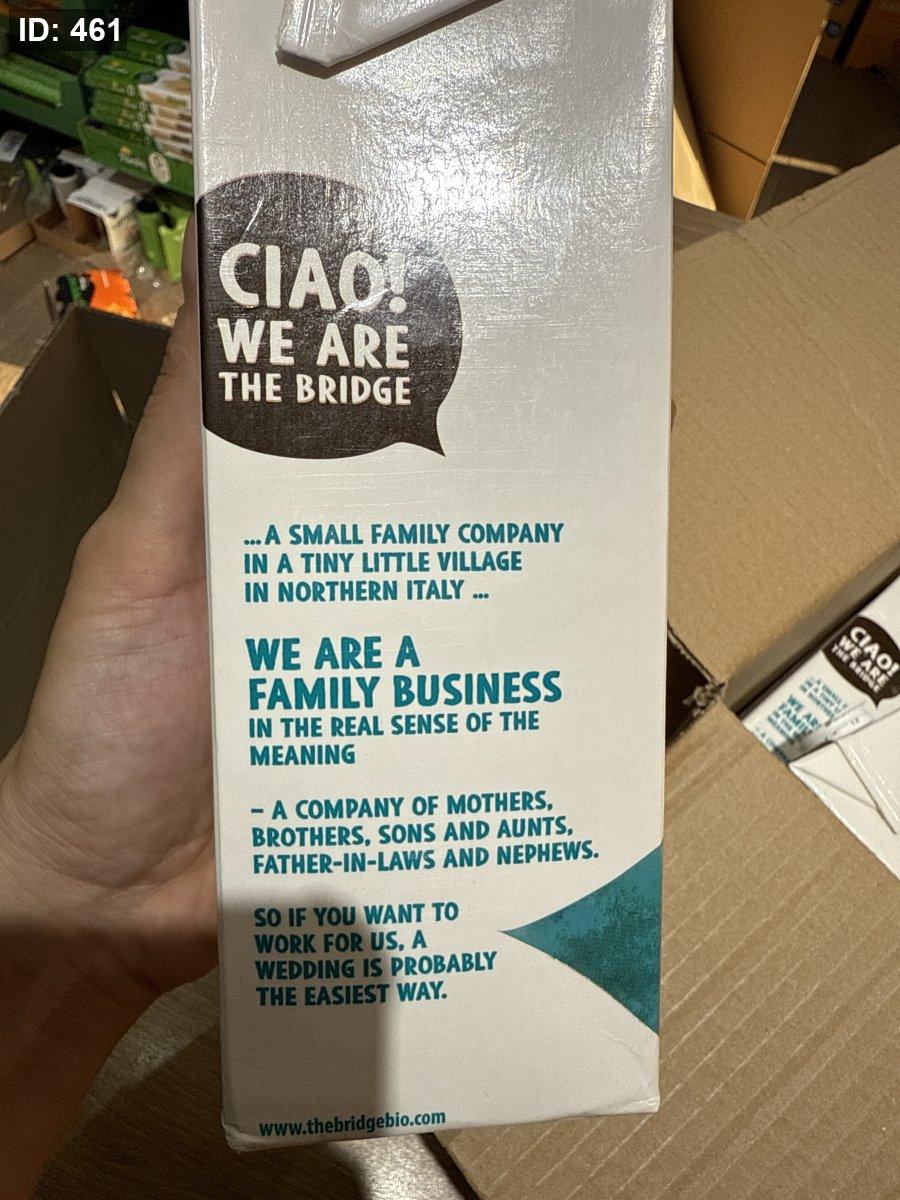 ID: 461
CIAO!
WE ARE
THE BRIDGE
...A SMALL FAMILY COMPANY
IN A TINY LITTLE VILLAGE
IN NORTHERN ITALY ...
WE ARE A
FAMILY BUSINESS
IN THE REAL SENSE OF THE
MEANING
– A COMPANY OF MOTHERS,
BROTHERS, SONS AND AUNTS,
FATHER-IN-LAWS AND NEPHEWS.
SO IF YOU WANT TO
WORK FOR US, A
WEDDING IS PROBABLY
THE EASIEST WAY.
www.thebridgebio.com
CIAO!
WE ARE
THE BRIDGE